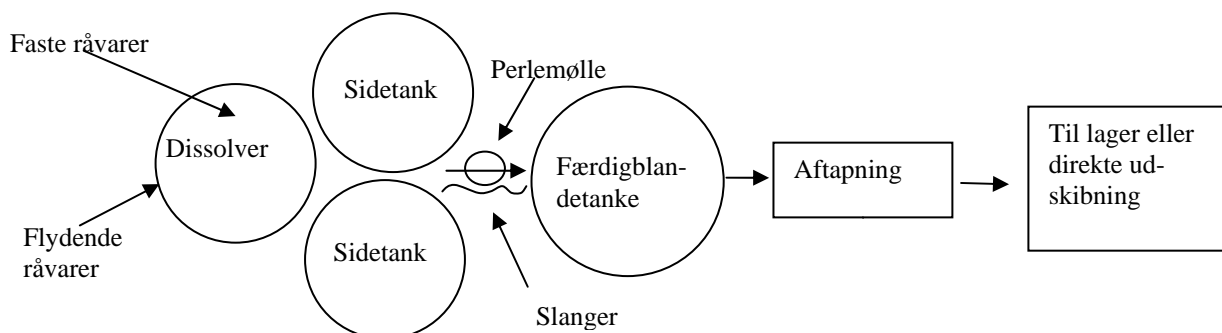 Faste råvarer
Sidetank
Perlemølle
Dissolver
Færdigblan-
detanke
Aftapning
Til lager eller
direkte ud-
skibning
Flydende
råvarer
Sidetank
Slanger